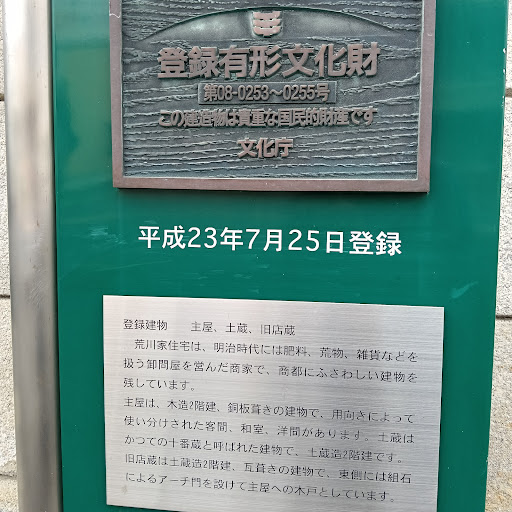 登録有形文化財
第08-0253～0255号
この建造物は貴重な国民的財産です
文化庁
平成23年7月25日登録
登録建物　　主屋、土蔵、旧店蔵
　荒川家住宅は、明治時代には肥料、荒物、雑貨などを
扱う卸問屋を営んだ商家で、商都にふさわしい建物を
残しています。
主屋は、木造2階建、銅板葺きの建物で、用向きによって
使い分けされた客間、和室、洋間があります。土蔵は
かつての十番蔵と呼ばれた建物で、土蔵造2階建です。
旧店蔵は土蔵造2階建、瓦葺きの建物で、東側には組石
によるアーチ門を設けて主屋への木戸としています。